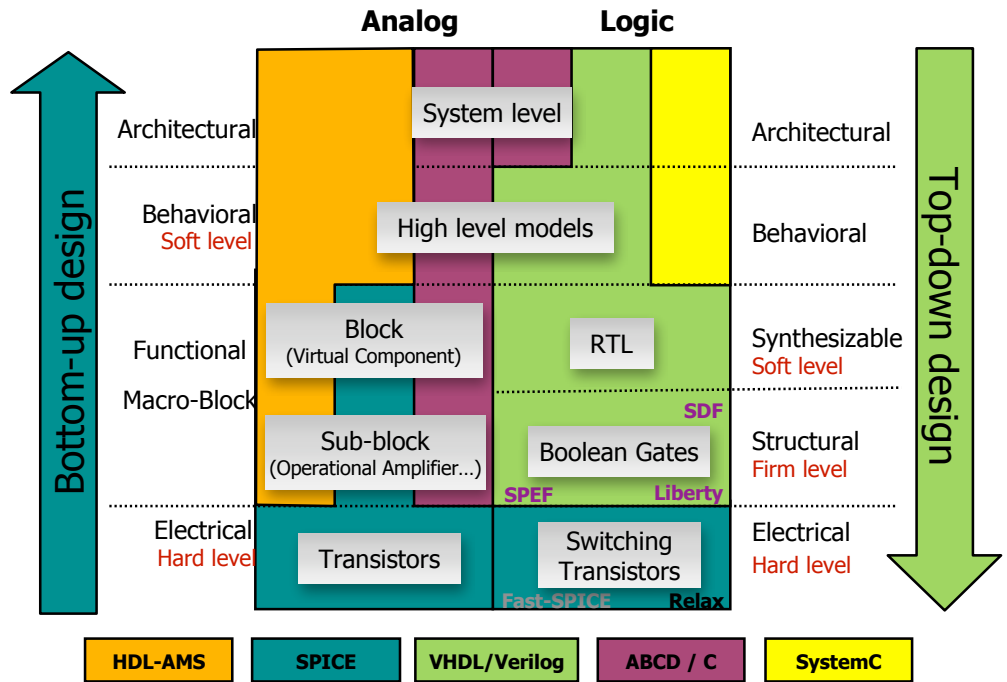 Analog
Logic
Bottom-up design
Architectural
Behavioral
Soft level
Functional
Macro-Block
Electrical
Hard level
System level
High level models
Block
(Virtual Component)
RTL
SDF
Sub-block
(Operational Amplifier...)
Boolean Gates
SPEF
Liberty
Transistors
Switching
Transistors
Fast-SPICE
Relax
Architectural
Behavioral
Synthesizable
Soft level
Structural
Firm level
Electrical
Hard level
Top-down design
HDL-AMS
SPICE
VHDL/Verilog
ABCD / C
SystemC